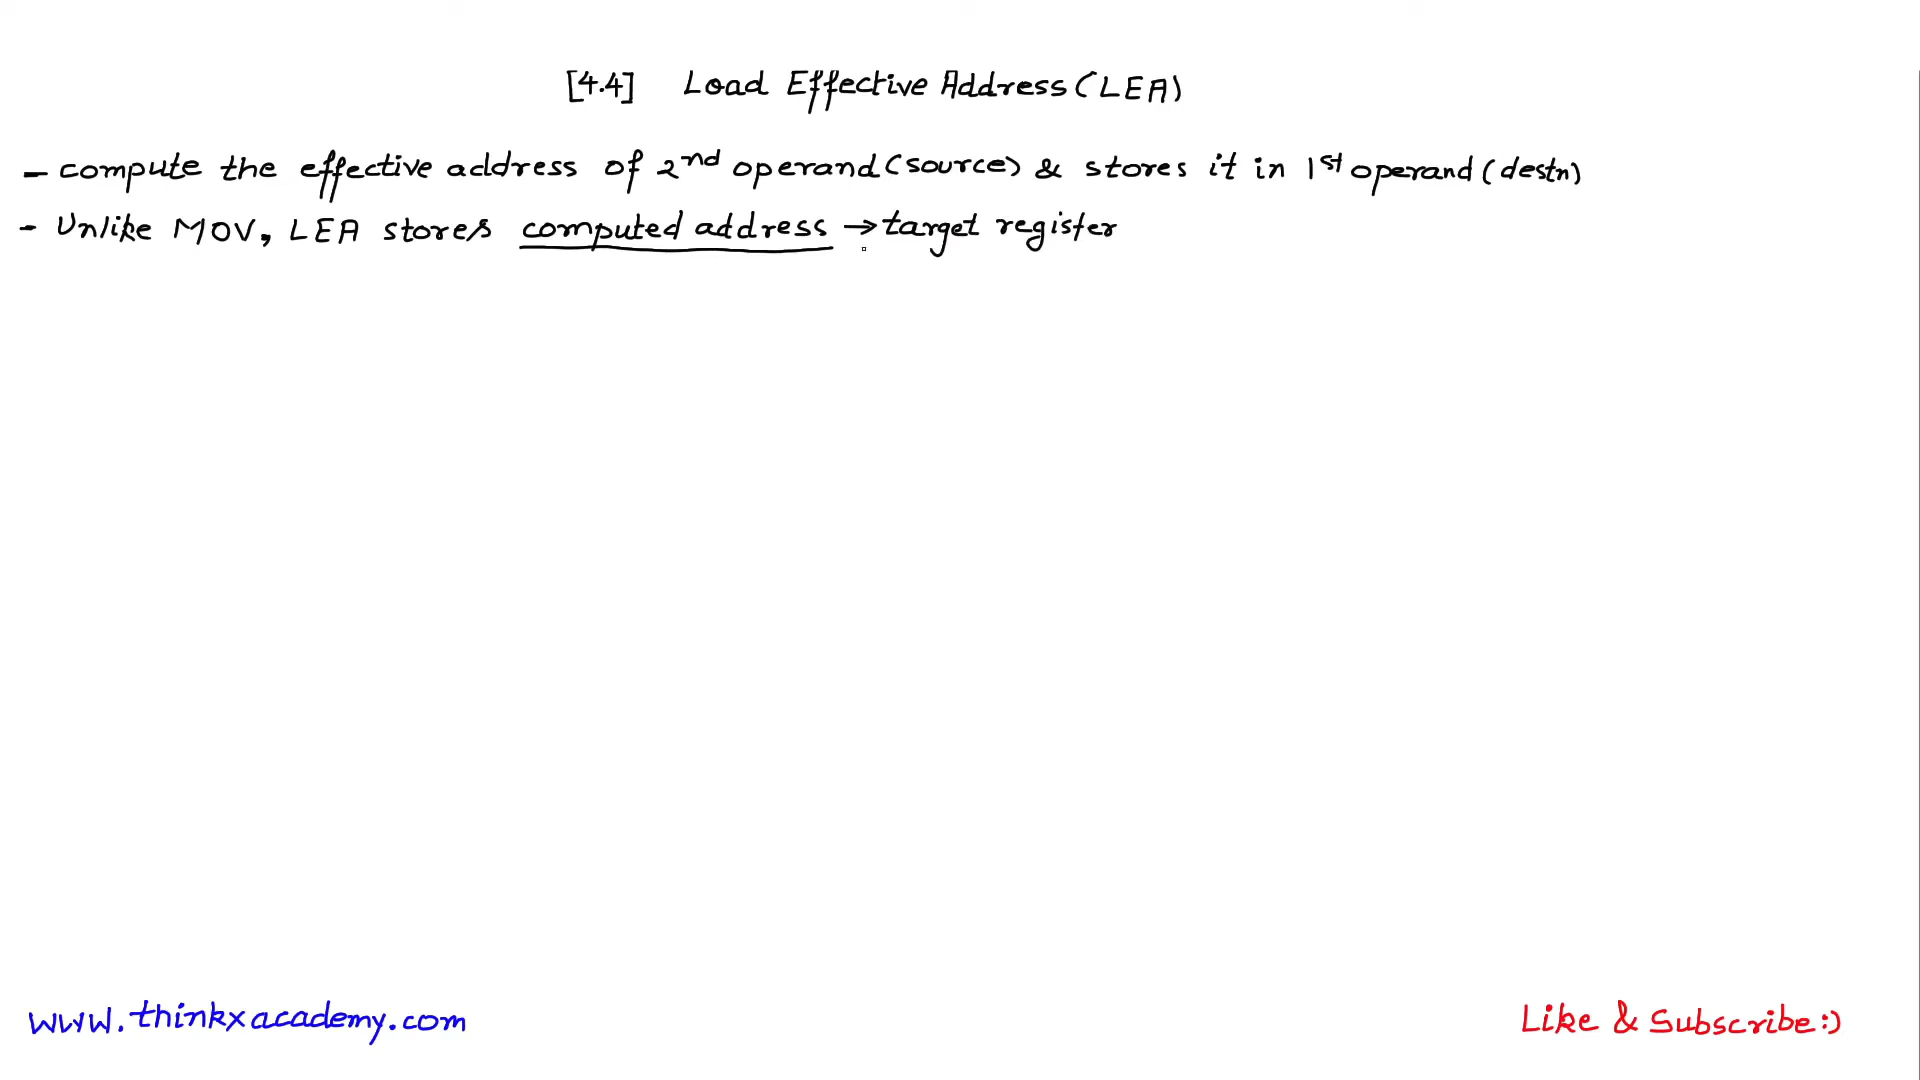 [4.4] Load Effective Address (LEA)
- compute the effective address of 2nd operand (source) & stores it in 1st operand (destn)
- Unlike MOV, LEA stores computed address → target register
www.thinkxacademy.com
Like & Subscribe :)